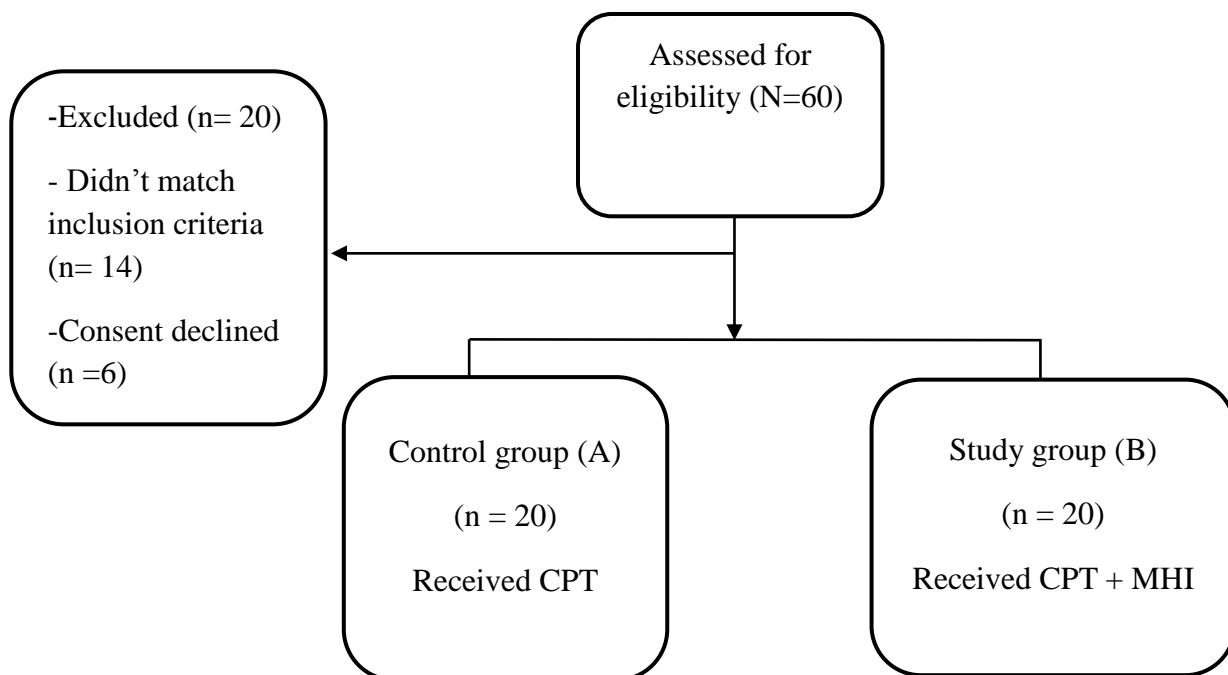 Assessed for
eligibility (N=60)
-Excluded (n= 20)
- Didn’t match
inclusion criteria
(n= 14)
-Consent declined
(n =6)
Control group (A)
(n = 20)
Received CPT
Study group (B)
(n = 20)
Received CPT + MHI